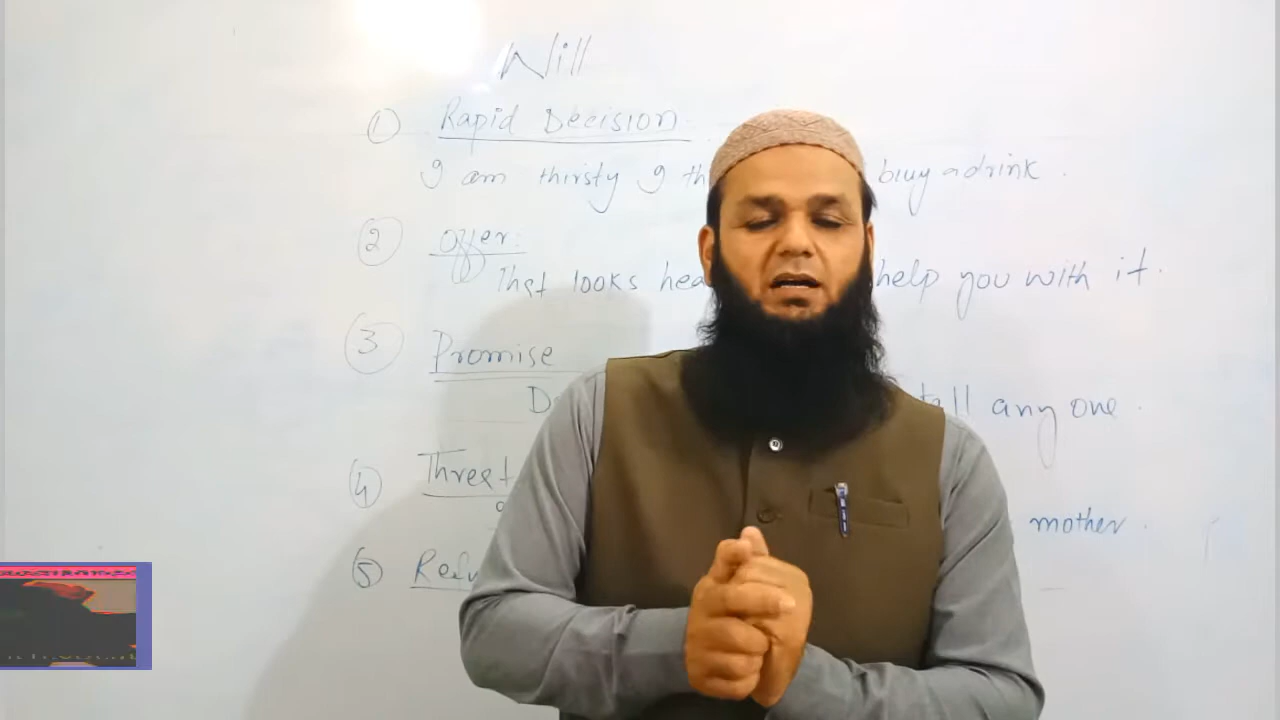 Will
① Rapid Decision
I am thirsty I th buy a drink.
② Offer:
That looks hea help you with it.
③ Promise
tell any one.
④ Threat
mother.
⑤ Refu